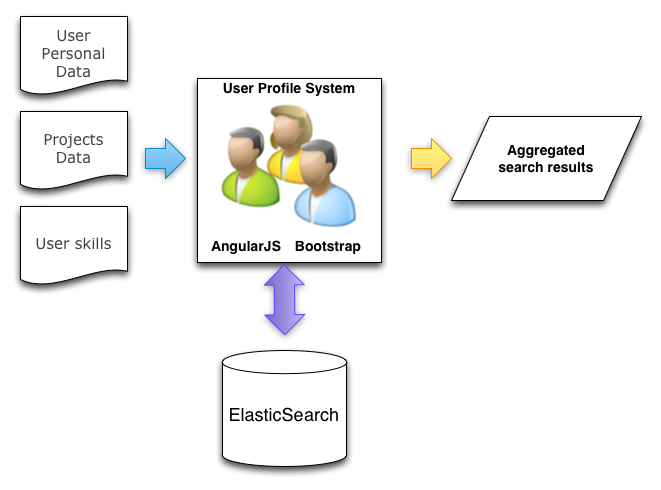 User
Personal
Data
Projects
Data
User skills
User Profile System
AngularJS Bootstrap
Aggregated
search results
ElasticSearch